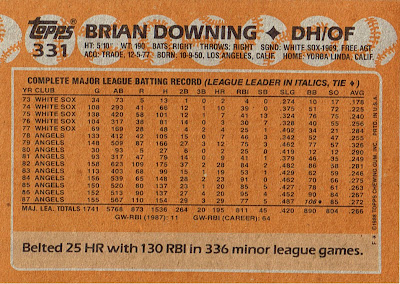 Topps
331
BRIAN DOWNING ✦ DH/OF
HT: 5'10" WT: 190 BATS: RIGHT THROWS: RIGHT SGND: WHITE SOX-1969, FREE AGT
ACQ: TRADE, 12-5-77 BORN: 10-9-50, LOS ANGELES, CALIF. HOME: YORBA LINDA, CALIF.
COMPLETE MAJOR LEAGUE BATTING RECORD (LEAGUE LEADER IN ITALICS, TIE ♦)
YR CLUB G AB R H 2B 3B HR RBI SB SLG BB SO AVG
73 WHITE SOX 34 73 5 13 1 0 2 4 0 .274 10 17 .178
74 WHITE SOX 108 293 41 66 12 1 10 39 0 .375 51 72 .225
75 WHITE SOX 138 420 58 101 12 1 7 41 13 .324 76 75 .240
76 WHITE SOX 104 317 38 81 14 0 3 30 7 .328 40 55 .256
77 WHITE SOX 69 169 28 48 4 2 4 25 1 .402 34 21 .284
78 ANGELS 133 412 42 105 15 0 7 46 3 .342 52 47 .255
79 ANGELS 148 509 87 166 27 3 12 75 3 .462 77 57 .326
80 ANGELS 30 93 5 27 6 0 2 25 0 .419 12 12 .290
81 ANGELS 93 317 47 79 14 0 9 41 1 .379 46 35 .249
82 ANGELS 158 623 109 175 37 2 28 84 2 .482 86 58 .281
83 ANGELS 113 403 68 99 15 1 19 53 1 .429 62 59 .246
84 ANGELS 156 539 65 148 28 2 23 91 0 .462 70 66 .275
85 ANGELS 150 520 80 137 23 1 20 85 5 .427 78 61 .263
86 ANGELS 152 513 90 137 27 4 20 95 4 .452 90 84 .267
87 ANGELS 155 567 110 154 29 3 29 77 5 .487 106♦ 85 .272
MAJ. LEA. TOTALS 1741 5768 873 1536 264 20 195 811 45 .420 890 804 .266
GW-RBI (1987): 11 GW-RBI (CAREER): 64
F ★ © 1988 TOPPS CHEWING GUM, INC. PRTD. IN U.S.A.
Belted 25 HR with 130 RBI in 336 minor league games.